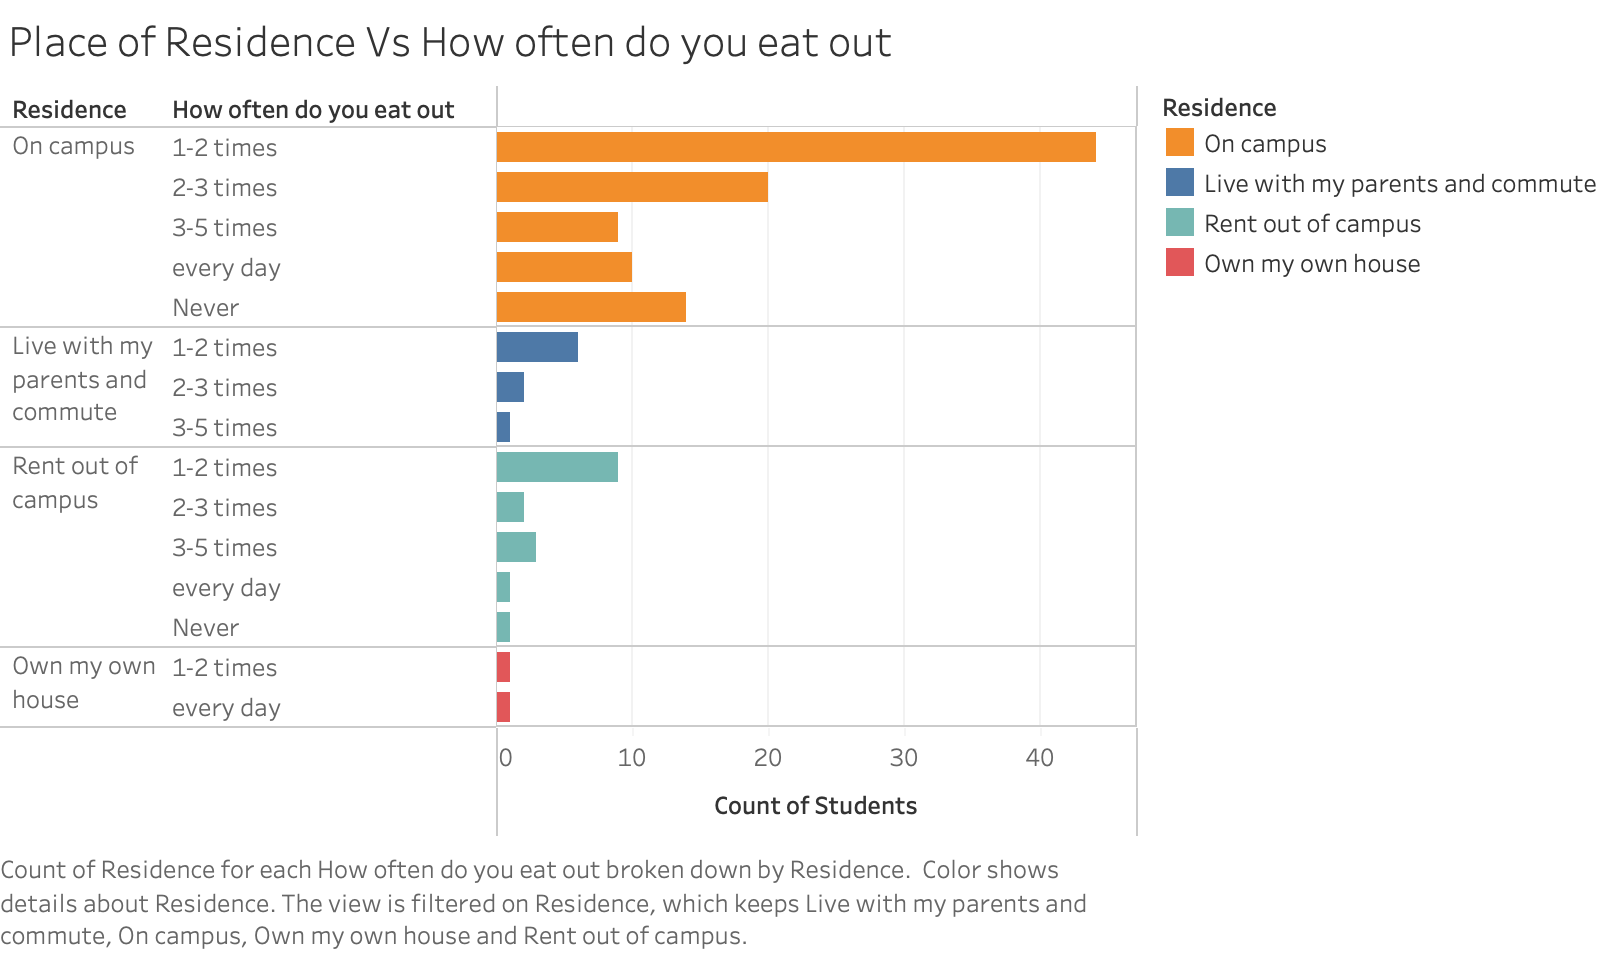 Place of Residence Vs How often do you eat out
Residence How often do you eat out
On campus 1-2 times
2-3 times
3-5 times
every day
Never
Live with my parents and commute 1-2 times
2-3 times
3-5 times
Rent out of campus 1-2 times
2-3 times
3-5 times
every day
Never
Own my own house 1-2 times
every day
0 10 20 30 40
Count of Students
Residence
On campus
Live with my parents and commute
Rent out of campus
Own my own house
Count of Residence for each How often do you eat out broken down by Residence. Color shows
details about Residence. The view is filtered on Residence, which keeps Live with my parents and
commute, On campus, Own my own house and Rent out of campus.